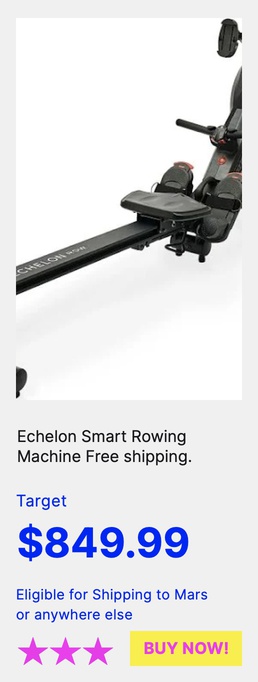 ECHELON ROW
Echelon Smart Rowing
Machine Free shipping.
Target
$849.99
Eligible for Shipping to Mars
or anywhere else
BUY NOW!